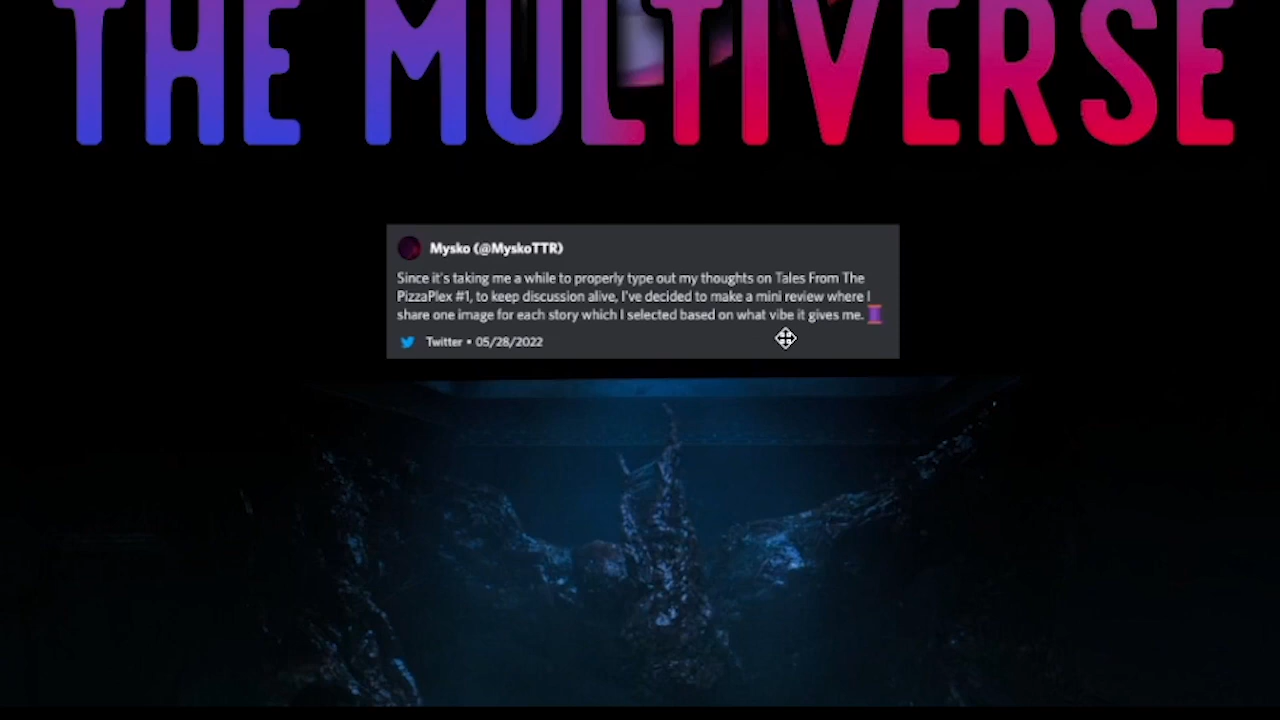 THE MULTIVERSE
Mysko (@MyskoTTR)
Since it's taking me a while to properly type out my thoughts on Tales From The
PizzaPlex #1, to keep discussion alive, I've decided to make a mini review where I
share one image for each story which I selected based on what vibe it gives me. 🧵
Twitter • 05/28/2022